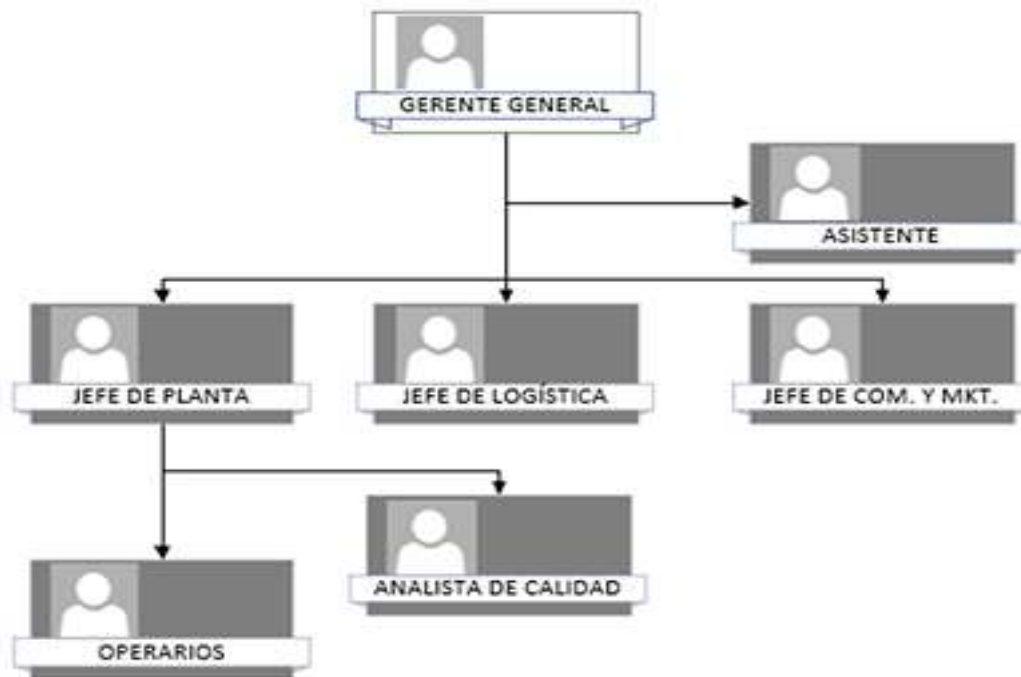 GERENTE GENERAL
ASISTENTE
JEFE DE PLANTA
JEFE DE LOGÍSTICA
JEFE DE COM. Y MKT.
ANALISTA DE CALIDAD
OPERARIOS